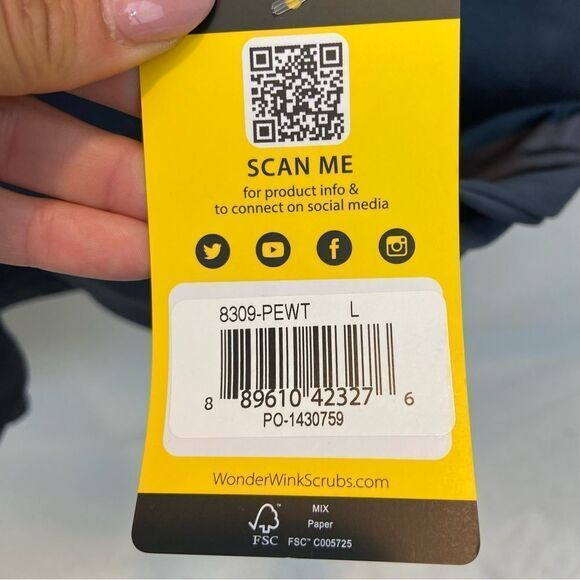 SCAN ME
for product info &
to connect on social media
8309-PEWT L
8 89610 42327 6
PO-1430759
WonderWinkScrubs.com
MIX
Paper
FSC FSC™ C005725